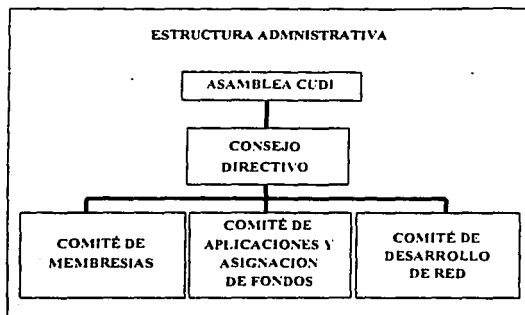 ESTRUCTURA ADMNISTRATIVA
ASAMBLEA CUDI
CONSEJO
DIRECTIVO
COMITÉ DE
MEMBRESIAS
COMITÉ DE
APLICACIONES Y
ASIGNACION
DE FONDOS
COMITÉ DE
DESARROLLO
DE RED